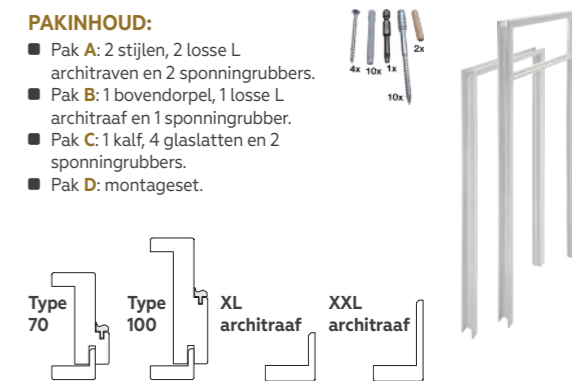 PAKINHOUD:
Pak A: 2 stijlen, 2 losse L
architraven en 2 sponningrubbers.
Pak B: 1 bovendorpel, 1 losse L
architraaf en 1 sponningrubber.
Pak C: 1 kalf, 4 glaslatten en 2
sponningrubbers.
Pak D: montageset.
4x 10x 1x 2x
10x
Type
70
Type
100
XL
architraaf
XXL
architraaf